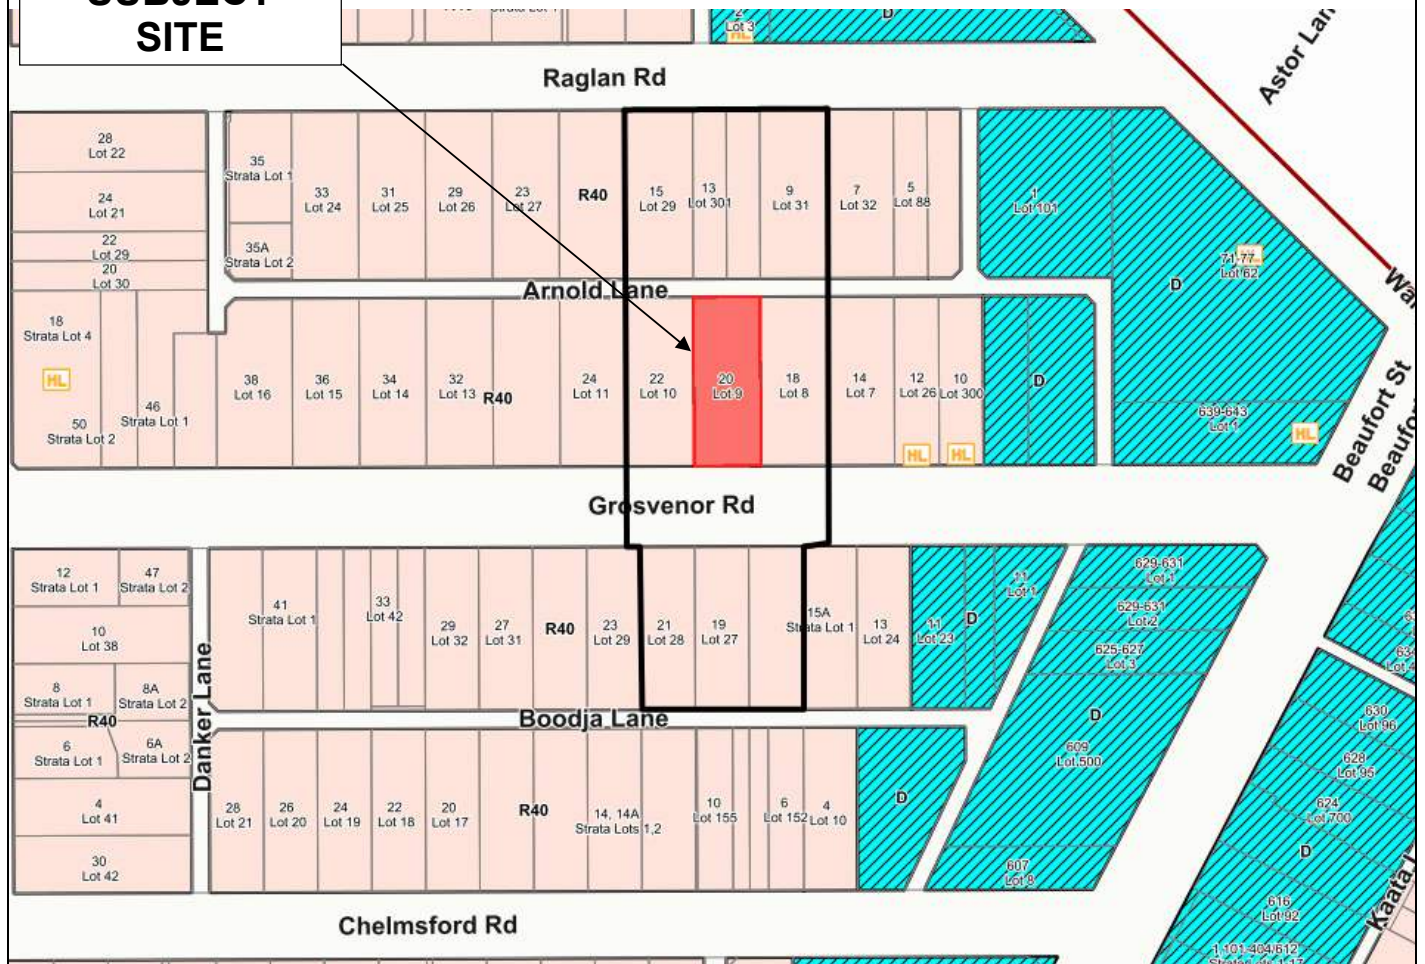 SUBJECT
SITE
2
Lot 3
HL
D
Astor Lan
Raglan Rd
28
Lot 22
24
Lot 21
22
Lot 29
20
Lot 30
35
Strata Lot 1
35A
Strata Lot 2
33
Lot 24
31
Lot 25
29
Lot 26
23
Lot 27
R40
15
Lot 29
13
Lot 301
9
Lot 31
7
Lot 32
5
Lot 88
1
Lot 101
71-77
Lot 62
HL
D
Arnold Lane
18
Strata Lot 4
HL
50
Strata Lot 2
46
Strata Lot 1
38
Lot 16
36
Lot 15
34
Lot 14
32
Lot 13
R40
24
Lot 11
22
Lot 10
20
Lot 9
18
Lot 8
14
Lot 7
12
Lot 26
10
Lot 300
HL
HL
D
639-643
Lot 1
HL
Beaufort St
Beaufor
Grosvenor Rd
12
Strata Lot 1
47
Strata Lot 2
10
Lot 38
8
Strata Lot 1
8A
Strata Lot 2
R40
6
Strata Lot 1
6A
Strata Lot 2
4
Lot 41
30
Lot 42
Danker Lane
41
Strata Lot 1
33
Lot 42
29
Lot 32
27
Lot 31
R40
23
Lot 29
21
Lot 28
19
Lot 27
15A
Strata Lot 1
13
Lot 24
11
Lot 23
D
11
Lot 1
629-631
Lot 1
629-631
Lot 2
625-627
Lot 3
D
609
Lot 500
607
Lot 8
Boodja Lane
28
Lot 21
26
Lot 20
24
Lot 19
22
Lot 18
20
Lot 17
R40
14, 14A
Strata Lots 1,2
10
Lot 155
6
Lot 152
4
Lot 10
D
630
Lot 96
628
Lot 95
624
Lot 700
D
616
Lot 92
Kaata L
Chelmsford Rd